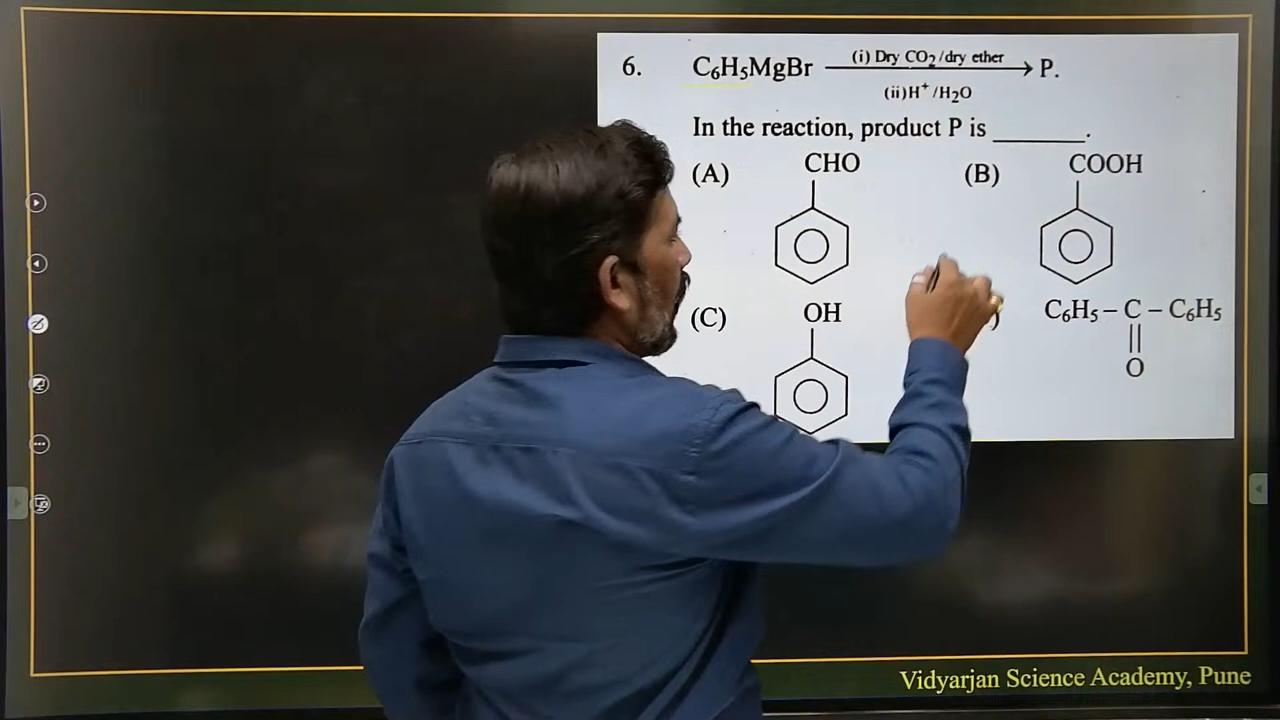 6. C₆H₅MgBr (i) Dry CO₂/dry ether → P.
(ii)H⁺/H₂O
In the reaction, product P is ______.
(A) CHO (B) COOH
(C) OH ) C₆H₅ – C – C₆H₅
O
Vidyarjan Science Academy, Pune